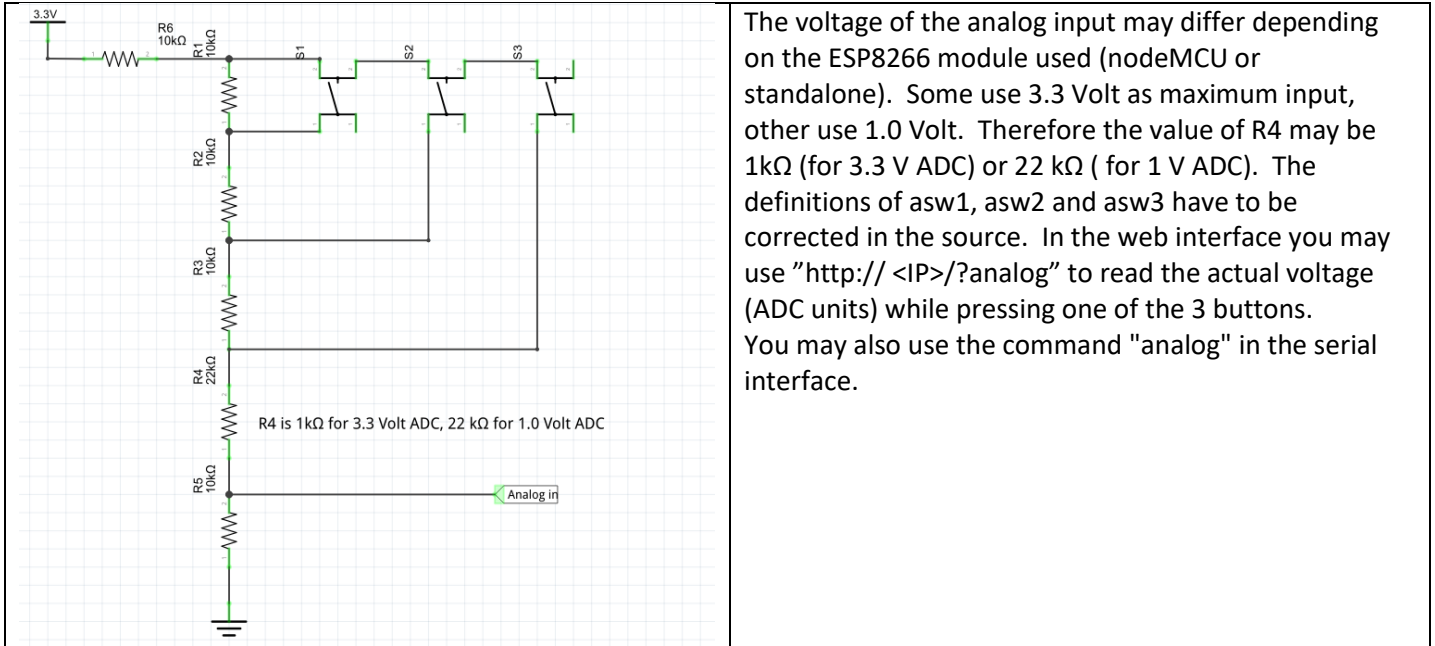 3.3V
R6
10kΩ
R1
10kΩ
S1
S2
S3
R2
10kΩ
R3
10kΩ
R4
22kΩ
R4 is 1kΩ for 3.3 Volt ADC, 22 kΩ for 1.0 Volt ADC
R5
10kΩ
Analog in
The voltage of the analog input may differ depending
on the ESP8266 module used (nodeMCU or
standalone).  Some use 3.3 Volt as maximum input,
other use 1.0 Volt.  Therefore the value of R4 may be
1kΩ (for 3.3 V ADC) or 22 kΩ ( for 1 V ADC).  The
definitions of asw1, asw2 and asw3 have to be
corrected in the source.  In the web interface you may
use ”http:// <IP>/?analog” to read the actual voltage
(ADC units) while pressing one of the 3 buttons.
You may also use the command "analog" in the serial
interface.